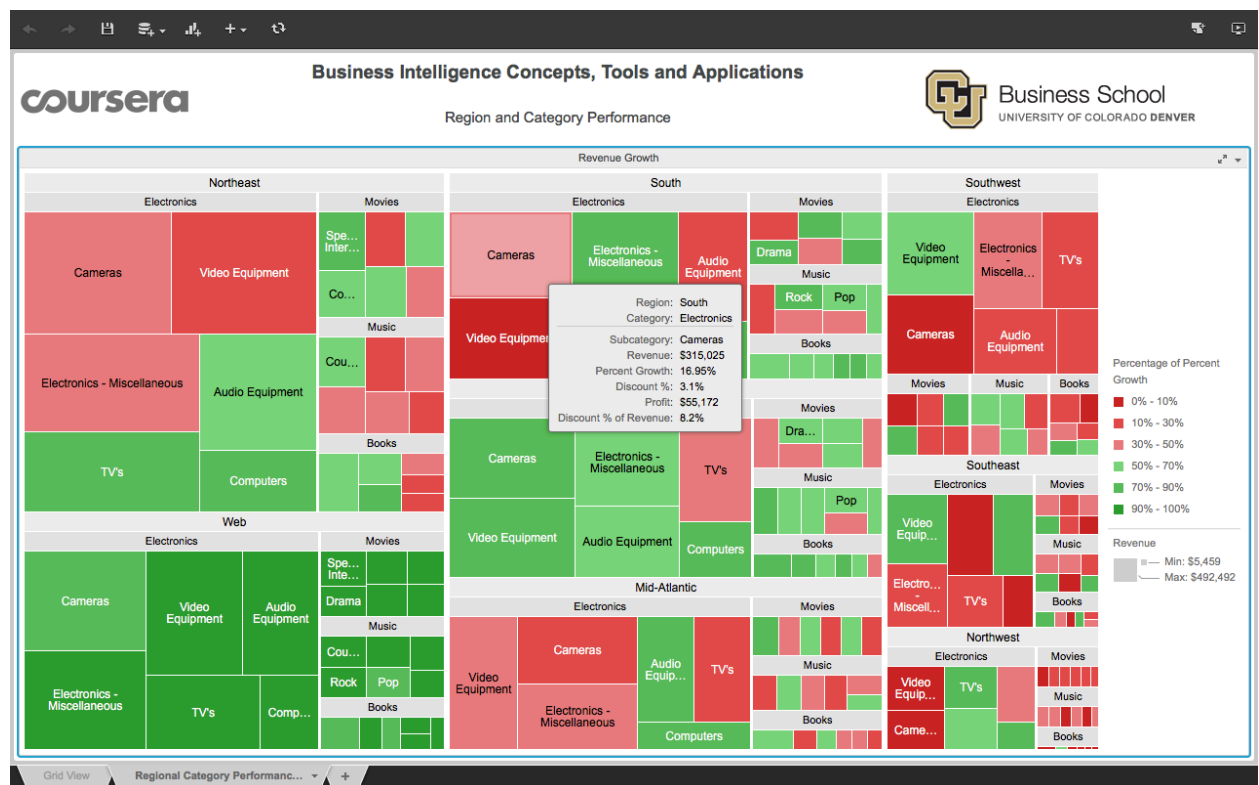 Business Intelligence Concepts, Tools and Applications
coursera
Region and Category Performance
CU
Business School
UNIVERSITY OF COLORADO DENVER
Revenue Growth
Northeast
Electronics
Movies
Cameras
Video Equipment
Spe...
Inter...
Co...
Music
Electronics - Miscellaneous
Audio Equipment
Cou...
Books
TV's
Computers
Web
Electronics
Movies
Cameras
Video
Equipment
Audio
Equipment
Spe...
Inte...
Drama
Music
Cou...
Rock
Pop
Electronics -
Miscellaneous
TV's
Comp...
Books
South
Electronics
Movies
Cameras
Electronics -
Miscellaneous
Audio
Equipment
Drama
Music
Rock
Pop
Video Equipmen
Books
Region: South
Category: Electronics
Subcategory: Cameras
Revenue: $315,025
Percent Growth: 16.95%
Discount %: 3.1%
Profit: $55,172
Discount % of Revenue: 8.2%
Movies
Cameras
Electronics -
Miscellaneous
TV's
Dra...
Music
Pop
Video Equipment
Audio Equipment
Computers
Books
Mid-Atlantic
Electronics
Movies
Video
Equipment
Cameras
Audio
Equip...
TV's
Music
Electronics -
Miscellaneous
Computers
Books
Southwest
Electronics
Video
Equipment
Electronics
-
Miscella...
TV's
Cameras
Audio
Equipment
Movies
Music
Books
Southeast
Electronics
Movies
Video
Equip...
Music
Electro...
-
Miscell...
TV's
Books
Northwest
Electronics
Movies
Video
Equip...
TV's
Music
Came...
Books
Percentage of Percent
Growth
0% - 10%
10% - 30%
30% - 50%
50% - 70%
70% - 90%
90% - 100%
Revenue
Min: $5,459
Max: $492,492
Grid View
Regional Category Performanc...
+